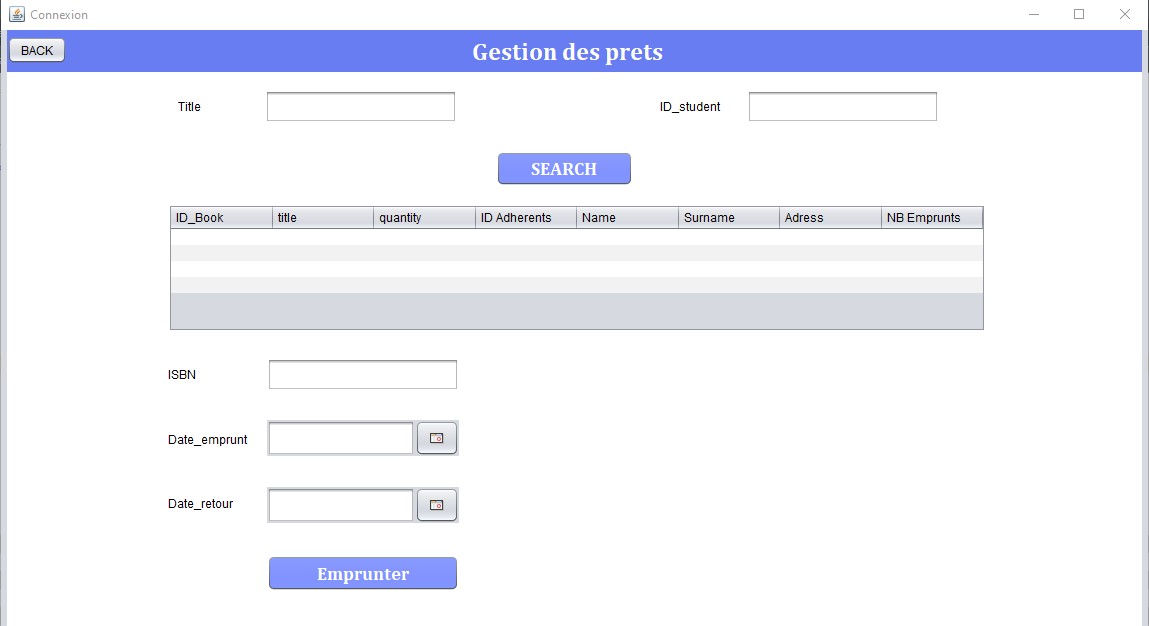 Connexion
BACK
Gestion des prets
Title
ID_student
SEARCH
ID_Book title quantity ID Adherents Name Surname Adress NB Emprunts
ISBN
Date_emprunt
Date_retour
Emprunter